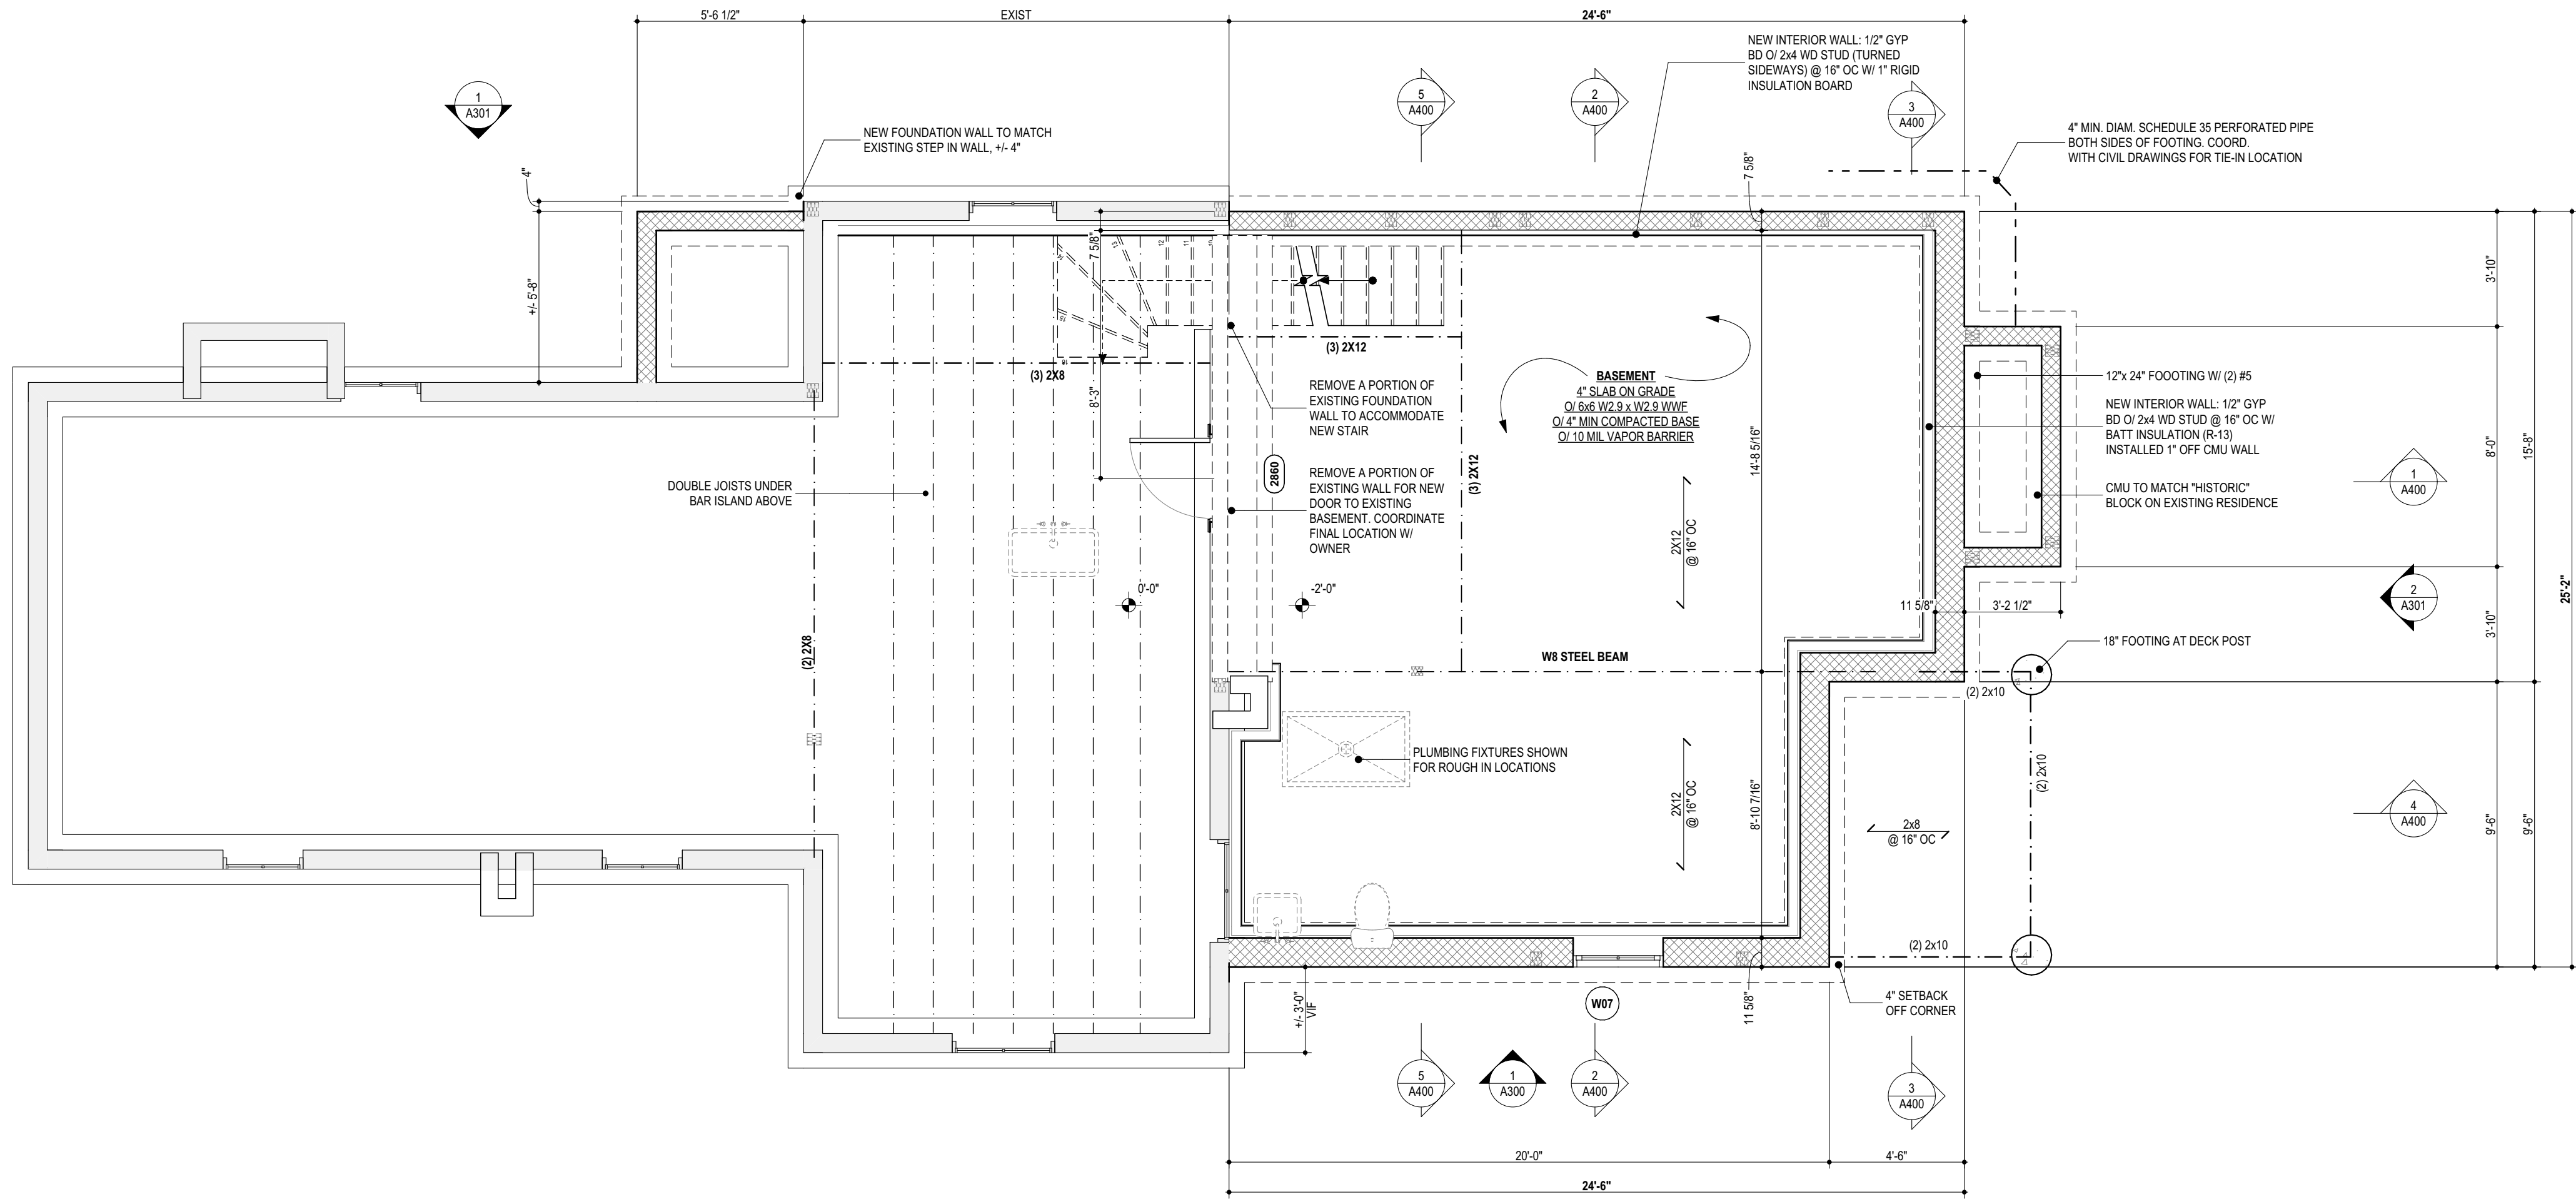 5'-6 1/2"
EXIST
24'-6"
NEW INTERIOR WALL: 1/2" GYP
BD O/ 2x4 WD STUD (TURNED
SIDEWAYS) @ 16" OC W/ 1" RIGID
INSULATION BOARD
1
A301
5
A400
2
A400
3
A400
NEW FOUNDATION WALL TO MATCH
EXISTING STEP IN WALL, +/- 4"
4" MIN. DIAM. SCHEDULE 35 PERFORATED PIPE
BOTH SIDES OF FOOTING. COORD.
WITH CIVIL DRAWINGS FOR TIE-IN LOCATION
4"
7 5/8"
+/- 5'-8"
7 5/8"
13
12
11
3'-10"
(3) 2X12
(3) 2X8
8'-3"
REMOVE A PORTION OF
EXISTING FOUNDATION
WALL TO ACCOMMODATE
NEW STAIR
BASEMENT
4" SLAB ON GRADE
O/ 6x6 W2.9 x W2.9 WWF
O/ 4" MIN COMPACTED BASE
O/ 10 MIL VAPOR BARRIER
12"x 24" FOOOTING W/ (2) #5
NEW INTERIOR WALL: 1/2" GYP
BD O/ 2x4 WD STUD @ 16" OC W/
BATT INSULATION (R-13)
INSTALLED 1" OFF CMU WALL
14'-8 5/16"
8'-0"
15'-8"
2860
REMOVE A PORTION OF
EXISTING WALL FOR NEW
DOOR TO EXISTING
BASEMENT. COORDINATE
FINAL LOCATION W/
OWNER
(3) 2X12
DOUBLE JOISTS UNDER
BAR ISLAND ABOVE
1
A400
CMU TO MATCH "HISTORIC"
BLOCK ON EXISTING RESIDENCE
2X12
@ 16" OC
0'-0"
-2'-0"
11 5/8"
3'-2 1/2"
2
A301
25'-2"
3'-10"
(2) 2X8
W8 STEEL BEAM
18" FOOTING AT DECK POST
(2) 2x10
PLUMBING FIXTURES SHOWN
FOR ROUGH IN LOCATIONS
(2) 2x10
2X12
@ 16" OC
8'-10 7/16"
2x8
@ 16" OC
4
A400
9'-6"
9'-6"
(2) 2x10
+/- 3'-0"
VIF
W07
11 5/8"
4" SETBACK
OFF CORNER
5
A400
1
A300
2
A400
3
A400
20'-0"
4'-6"
24'-6"